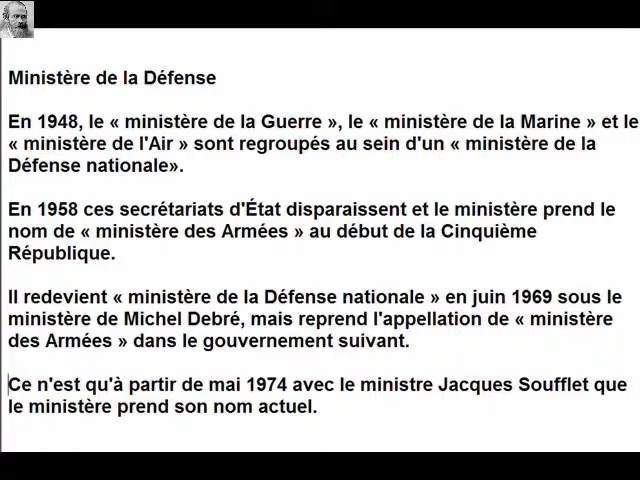 Ministère de la Défense
En 1948, le « ministère de la Guerre », le « ministère de la Marine » et le
« ministère de l'Air » sont regroupés au sein d'un « ministère de la
Défense nationale».
En 1958 ces secrétariats d'État disparaissent et le ministère prend le
nom de « ministère des Armées » au début de la Cinquième
République.
Il redevient « ministère de la Défense nationale » en juin 1969 sous le
ministère de Michel Debré, mais reprend l'appellation de « ministère
des Armées » dans le gouvernement suivant.
Ce n'est qu'à partir de mai 1974 avec le ministre Jacques Soufflet que
le ministère prend son nom actuel.